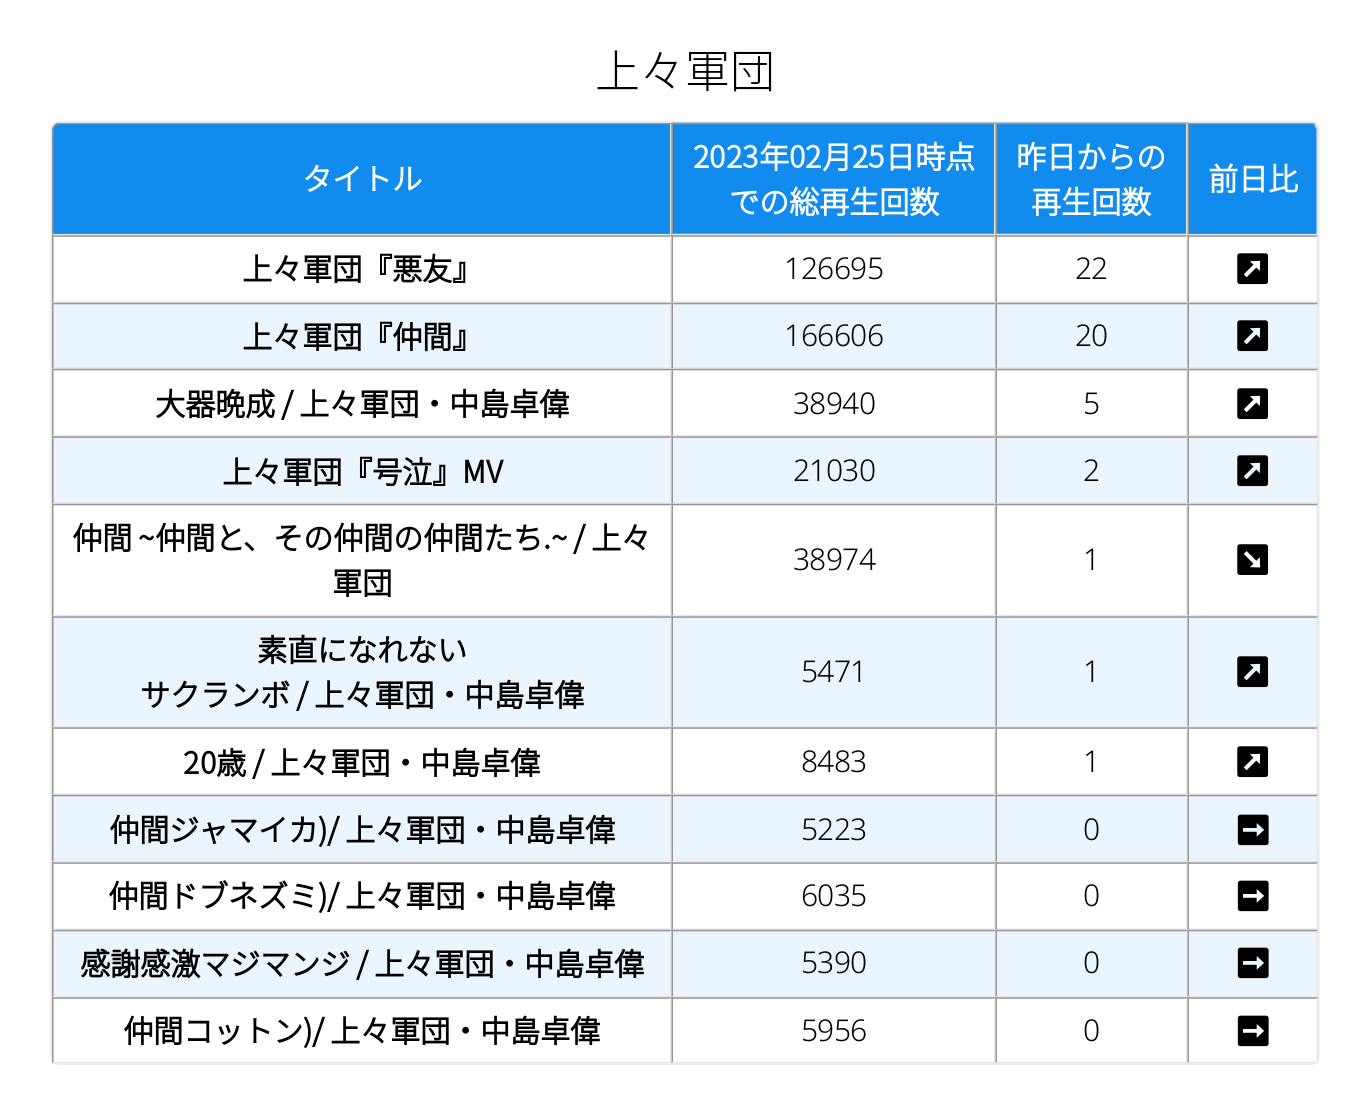 上々軍団
タイトル
2023年02月25日時点
での総再生回数
昨日からの
再生回数
前日比
上々軍団『悪友』
126695
22
上々軍団『仲間』
166606
20
大器晩成 / 上々軍団・中島卓偉
38940
5
上々軍団『号泣』MV
21030
2
仲間 ~仲間と、その仲間の仲間たち.~ / 上々
軍団
38974
1
素直になれない
サクランボ / 上々軍団・中島卓偉
5471
1
20歳 / 上々軍団・中島卓偉
8483
1
仲間ジャマイカ)/ 上々軍団・中島卓偉
5223
0
仲間ドブネズミ)/ 上々軍団・中島卓偉
6035
0
感謝感激マジマンジ / 上々軍団・中島卓偉
5390
0
仲間コットン)/ 上々軍団・中島卓偉
5956
0